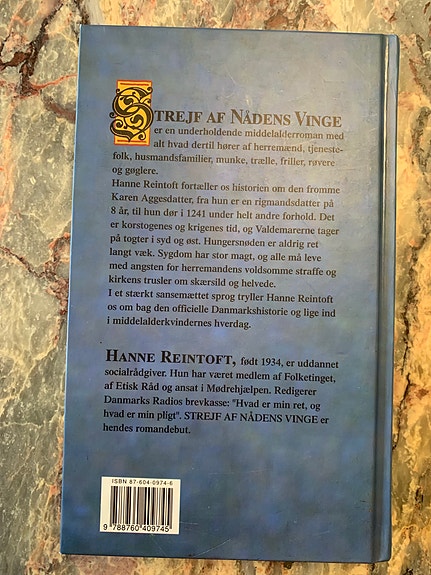 STREJF AF NÅDENS VINGE
er en underholdende middelalderroman med
alt hvad dertil hører af herremænd, tjeneste-
folk, husmandsfamilier, munke, trælle, friller, røvere
og gøglere.
Hanne Reintoft fortæller os historien om den fromme
Karen Aggesdatter, fra hun er en rigmandsdatter på
8 år, til hun dør i 1241 under helt andre forhold. Det
er korstogenes og krigenes tid, og Valdemarerne tager
på togter i syd og øst. Hungersnøden er aldrig ret
langt væk. Sygdom har stor magt, og alle må leve
med angsten for herremandens voldsomme straffe og
kirkens trusler om skærsild og helvede.
I et stærkt sansemættet sprog tryller Hanne Reintoft
os om bag den officielle Danmarkshistorie og lige ind
i middelalderkvindernes hverdag.
HANNE REINTOFT, født 1934, er uddannet
socialrådgiver. Hun har været medlem af Folketinget,
af Etisk Råd og ansat i Mødrehjælpen. Redigerer
Danmarks Radios brevkasse: "Hvad er min ret, og
hvad er min pligt". STREJF AF NÅDENS VINGE er
hendes romandebut.
ISBN 87-604-0974-6
9 788760 409745